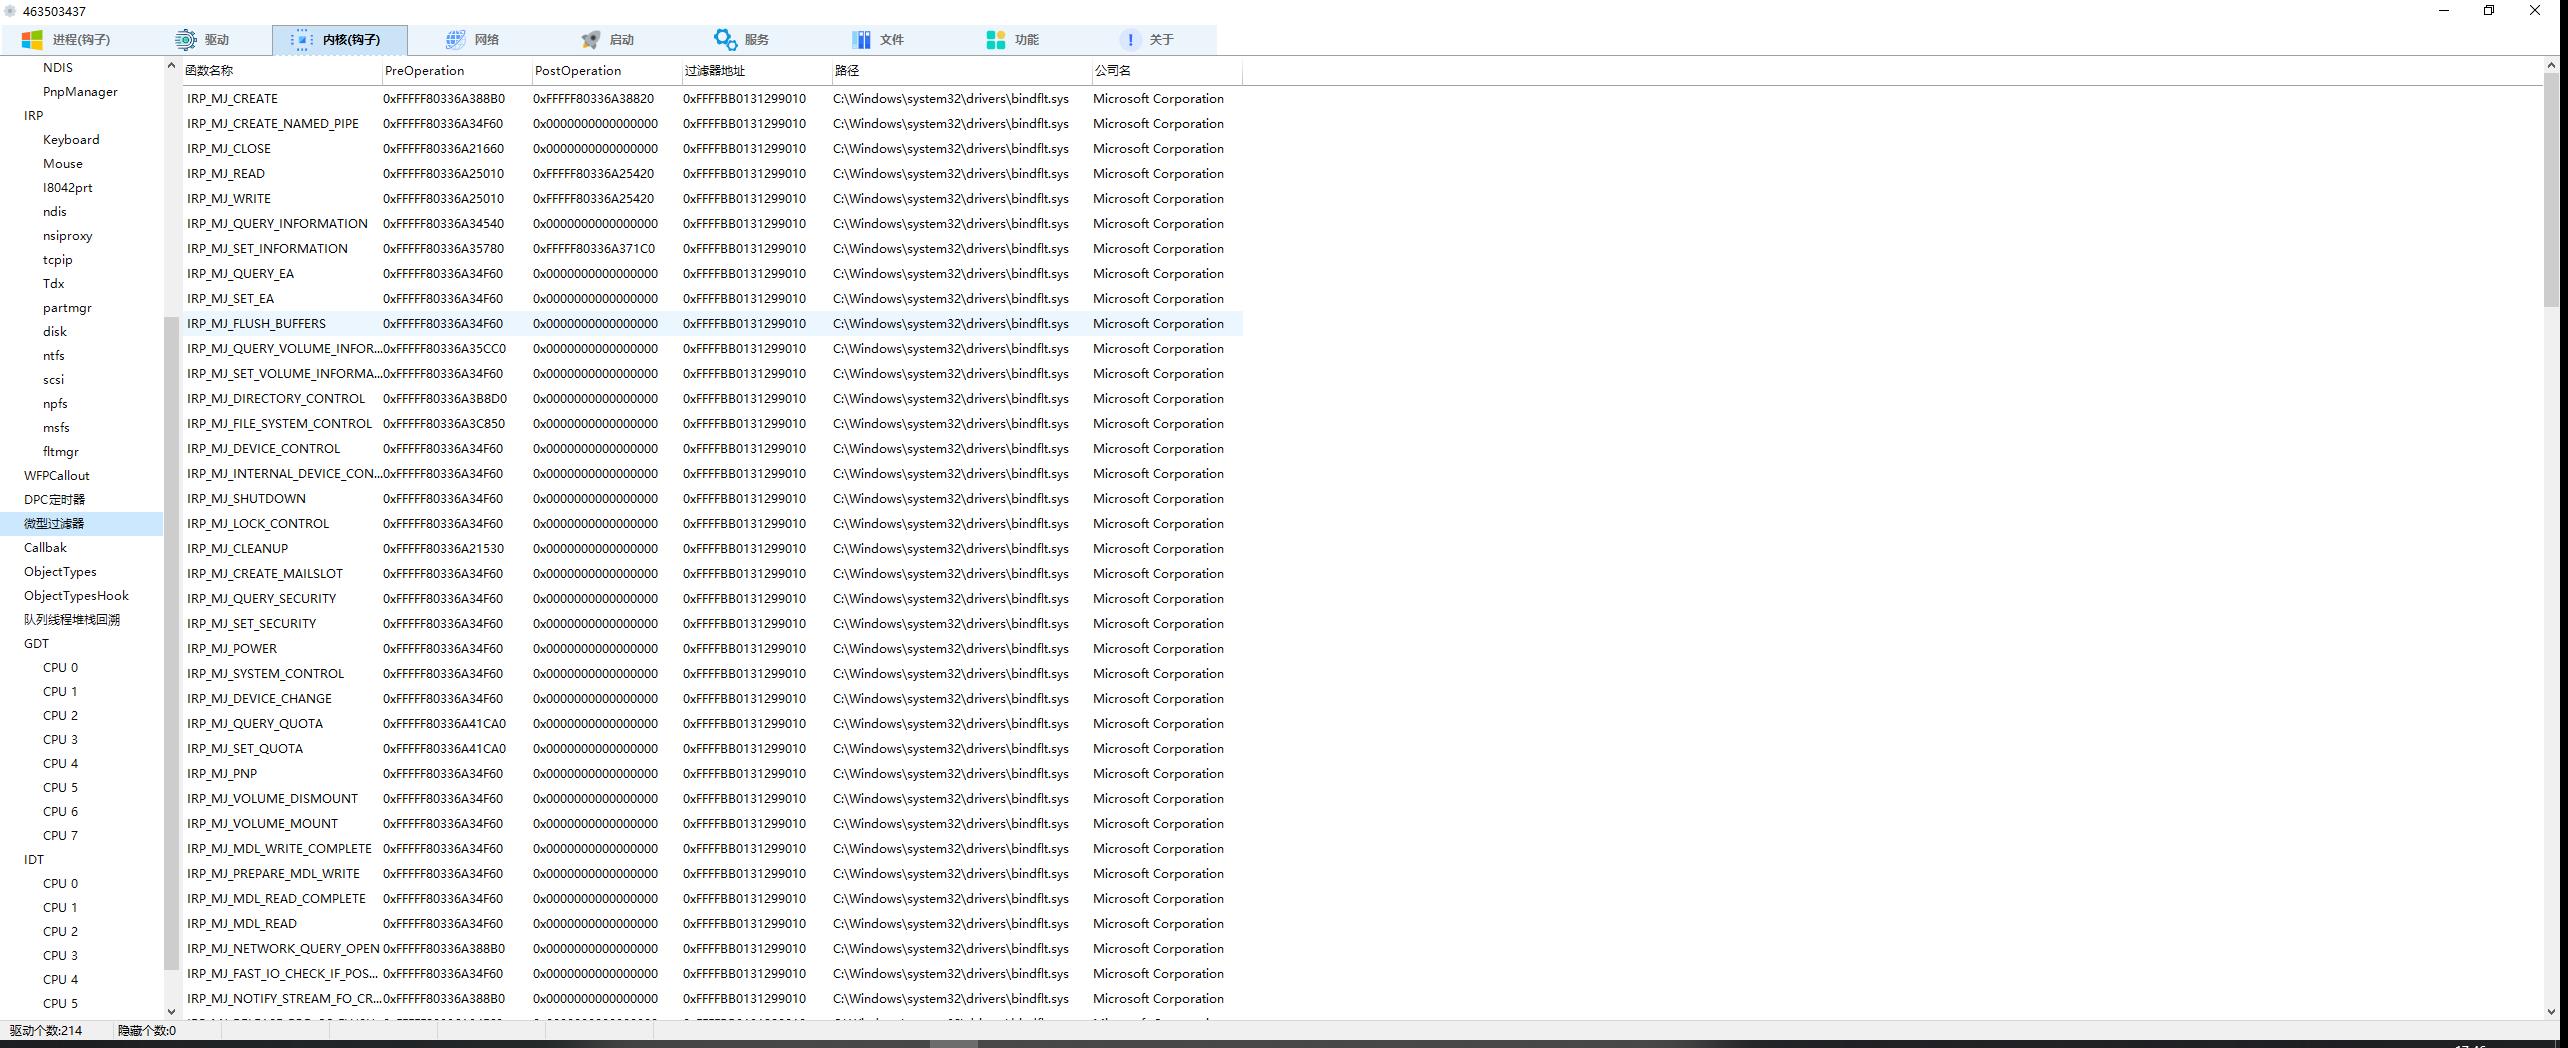 463503437
进程(钩子) 驱动 内核(钩子) 网络 启动 服务 文件 功能 关于
NDIS
PnpManager
IRP
Keyboard
Mouse
I8042prt
ndis
nsiproxy
tcpip
Tdx
partmgr
disk
ntfs
scsi
npfs
msfs
fltmgr
WFPCallout
DPC定时器
微型过滤器
Callbak
ObjectTypes
ObjectTypesHook
队列线程堆栈回溯
GDT
CPU 0
CPU 1
CPU 2
CPU 3
CPU 4
CPU 5
CPU 6
CPU 7
IDT
CPU 0
CPU 1
CPU 2
CPU 3
CPU 4
CPU 5
函数名称 PreOperation PostOperation 过滤器地址 路径 公司名
IRP_MJ_CREATE 0xFFFFF80336A388B0 0xFFFFF80336A38820 0xFFFFBB0131299010 C:\Windows\system32\drivers\bindflt.sys Microsoft Corporation
IRP_MJ_CREATE_NAMED_PIPE 0xFFFFF80336A34F60 0x0000000000000000 0xFFFFBB0131299010 C:\Windows\system32\drivers\bindflt.sys Microsoft Corporation
IRP_MJ_CLOSE 0xFFFFF80336A21660 0x0000000000000000 0xFFFFBB0131299010 C:\Windows\system32\drivers\bindflt.sys Microsoft Corporation
IRP_MJ_READ 0xFFFFF80336A25010 0xFFFFF80336A25420 0xFFFFBB0131299010 C:\Windows\system32\drivers\bindflt.sys Microsoft Corporation
IRP_MJ_WRITE 0xFFFFF80336A25010 0xFFFFF80336A25420 0xFFFFBB0131299010 C:\Windows\system32\drivers\bindflt.sys Microsoft Corporation
IRP_MJ_QUERY_INFORMATION 0xFFFFF80336A34540 0x0000000000000000 0xFFFFBB0131299010 C:\Windows\system32\drivers\bindflt.sys Microsoft Corporation
IRP_MJ_SET_INFORMATION 0xFFFFF80336A35780 0xFFFFF80336A371C0 0xFFFFBB0131299010 C:\Windows\system32\drivers\bindflt.sys Microsoft Corporation
IRP_MJ_QUERY_EA 0xFFFFF80336A34F60 0x0000000000000000 0xFFFFBB0131299010 C:\Windows\system32\drivers\bindflt.sys Microsoft Corporation
IRP_MJ_SET_EA 0xFFFFF80336A34F60 0x0000000000000000 0xFFFFBB0131299010 C:\Windows\system32\drivers\bindflt.sys Microsoft Corporation
IRP_MJ_FLUSH_BUFFERS 0xFFFFF80336A34F60 0x0000000000000000 0xFFFFBB0131299010 C:\Windows\system32\drivers\bindflt.sys Microsoft Corporation
IRP_MJ_QUERY_VOLUME_INFOR... 0xFFFFF80336A35CC0 0x0000000000000000 0xFFFFBB0131299010 C:\Windows\system32\drivers\bindflt.sys Microsoft Corporation
IRP_MJ_SET_VOLUME_INFORMA... 0xFFFFF80336A34F60 0x0000000000000000 0xFFFFBB0131299010 C:\Windows\system32\drivers\bindflt.sys Microsoft Corporation
IRP_MJ_DIRECTORY_CONTROL 0xFFFFF80336A3B8D0 0x0000000000000000 0xFFFFBB0131299010 C:\Windows\system32\drivers\bindflt.sys Microsoft Corporation
IRP_MJ_FILE_SYSTEM_CONTROL 0xFFFFF80336A3C850 0x0000000000000000 0xFFFFBB0131299010 C:\Windows\system32\drivers\bindflt.sys Microsoft Corporation
IRP_MJ_DEVICE_CONTROL 0xFFFFF80336A34F60 0x0000000000000000 0xFFFFBB0131299010 C:\Windows\system32\drivers\bindflt.sys Microsoft Corporation
IRP_MJ_INTERNAL_DEVICE_CON... 0xFFFFF80336A34F60 0x0000000000000000 0xFFFFBB0131299010 C:\Windows\system32\drivers\bindflt.sys Microsoft Corporation
IRP_MJ_SHUTDOWN 0xFFFFF80336A34F60 0x0000000000000000 0xFFFFBB0131299010 C:\Windows\system32\drivers\bindflt.sys Microsoft Corporation
IRP_MJ_LOCK_CONTROL 0xFFFFF80336A34F60 0x0000000000000000 0xFFFFBB0131299010 C:\Windows\system32\drivers\bindflt.sys Microsoft Corporation
IRP_MJ_CLEANUP 0xFFFFF80336A21530 0x0000000000000000 0xFFFFBB0131299010 C:\Windows\system32\drivers\bindflt.sys Microsoft Corporation
IRP_MJ_CREATE_MAILSLOT 0xFFFFF80336A34F60 0x0000000000000000 0xFFFFBB0131299010 C:\Windows\system32\drivers\bindflt.sys Microsoft Corporation
IRP_MJ_QUERY_SECURITY 0xFFFFF80336A34F60 0x0000000000000000 0xFFFFBB0131299010 C:\Windows\system32\drivers\bindflt.sys Microsoft Corporation
IRP_MJ_SET_SECURITY 0xFFFFF80336A34F60 0x0000000000000000 0xFFFFBB0131299010 C:\Windows\system32\drivers\bindflt.sys Microsoft Corporation
IRP_MJ_POWER 0xFFFFF80336A34F60 0x0000000000000000 0xFFFFBB0131299010 C:\Windows\system32\drivers\bindflt.sys Microsoft Corporation
IRP_MJ_SYSTEM_CONTROL 0xFFFFF80336A34F60 0x0000000000000000 0xFFFFBB0131299010 C:\Windows\system32\drivers\bindflt.sys Microsoft Corporation
IRP_MJ_DEVICE_CHANGE 0xFFFFF80336A34F60 0x0000000000000000 0xFFFFBB0131299010 C:\Windows\system32\drivers\bindflt.sys Microsoft Corporation
IRP_MJ_QUERY_QUOTA 0xFFFFF80336A41CA0 0x0000000000000000 0xFFFFBB0131299010 C:\Windows\system32\drivers\bindflt.sys Microsoft Corporation
IRP_MJ_SET_QUOTA 0xFFFFF80336A41CA0 0x0000000000000000 0xFFFFBB0131299010 C:\Windows\system32\drivers\bindflt.sys Microsoft Corporation
IRP_MJ_PNP 0xFFFFF80336A34F60 0x0000000000000000 0xFFFFBB0131299010 C:\Windows\system32\drivers\bindflt.sys Microsoft Corporation
IRP_MJ_VOLUME_DISMOUNT 0xFFFFF80336A34F60 0x0000000000000000 0xFFFFBB0131299010 C:\Windows\system32\drivers\bindflt.sys Microsoft Corporation
IRP_MJ_VOLUME_MOUNT 0xFFFFF80336A34F60 0x0000000000000000 0xFFFFBB0131299010 C:\Windows\system32\drivers\bindflt.sys Microsoft Corporation
IRP_MJ_MDL_WRITE_COMPLETE 0xFFFFF80336A34F60 0x0000000000000000 0xFFFFBB0131299010 C:\Windows\system32\drivers\bindflt.sys Microsoft Corporation
IRP_MJ_PREPARE_MDL_WRITE 0xFFFFF80336A34F60 0x0000000000000000 0xFFFFBB0131299010 C:\Windows\system32\drivers\bindflt.sys Microsoft Corporation
IRP_MJ_MDL_READ_COMPLETE 0xFFFFF80336A34F60 0x0000000000000000 0xFFFFBB0131299010 C:\Windows\system32\drivers\bindflt.sys Microsoft Corporation
IRP_MJ_MDL_READ 0xFFFFF80336A34F60 0x0000000000000000 0xFFFFBB0131299010 C:\Windows\system32\drivers\bindflt.sys Microsoft Corporation
IRP_MJ_NETWORK_QUERY_OPEN 0xFFFFF80336A388B0 0x0000000000000000 0xFFFFBB0131299010 C:\Windows\system32\drivers\bindflt.sys Microsoft Corporation
IRP_MJ_FAST_IO_CHECK_IF_POS... 0xFFFFF80336A34F60 0x0000000000000000 0xFFFFBB0131299010 C:\Windows\system32\drivers\bindflt.sys Microsoft Corporation
IRP_MJ_NOTIFY_STREAM_FO_CR... 0xFFFFF80336A388B0 0x0000000000000000 0xFFFFBB0131299010 C:\Windows\system32\drivers\bindflt.sys Microsoft Corporation
驱动个数:214 隐藏个数:0